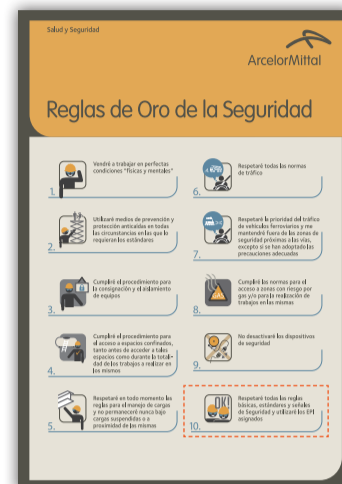 Salud y Seguridad
ArcelorMittal
Reglas de Oro de la Seguridad
1.
Vendré a trabajar en perfectas
condiciones "físicas y mentales"
2.
Utilizaré medios de prevención y
protección anticaídas en todas
las circunstancias en las que lo
requieran los estándares
3.
Cumpliré el procedimiento para
la consignación y el aislamiento
de equipos
4.
Cumpliré el procedimiento para
el acceso a espacios confinados,
tanto antes de acceder a tales
espacios como durante la totali-
dad de los trabajos a realizar en
los mismos
5.
Respetaré en todo momento las
reglas para el manejo de cargas
y no permaneceré nunca bajo
cargas suspendidas o a
proximidad de las mismas
6.
Respetaré todas las normas
de tráfico
7.
Respetaré la prioridad del tráfico
de vehículos ferroviarios y me
mantendré fuera de las zonas de
seguridad próximas a las vías,
excepto si se han adoptado las
precauciones adecuadas
8.
Cumpliré las normas para el
acceso a zonas con riesgo por
gas y/o para la realización de
trabajos en las mismas
9.
No desactivaré los dispositivos
de seguridad
10.
OK!
Respetaré todas las reglas
básicas, estándares y señales
de Seguridad y utilizaré los EPI
asignados